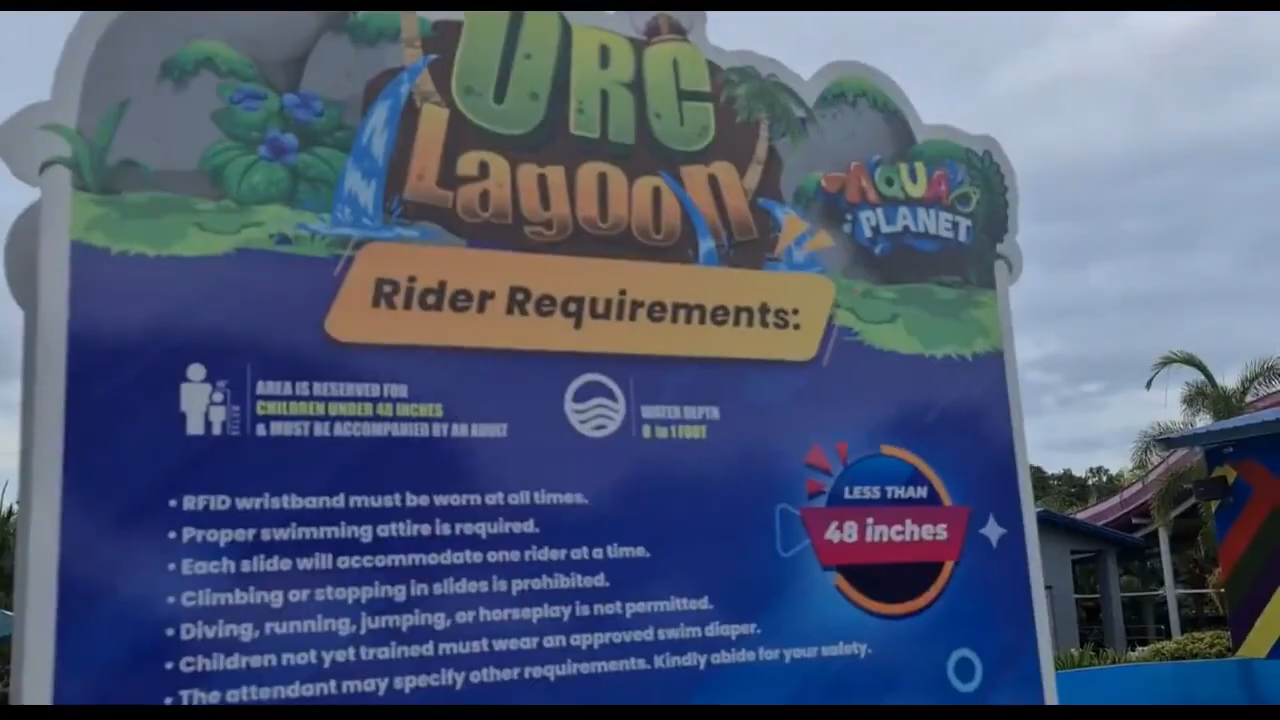 ORC
Lagoon
AQUA
PLANET
Rider Requirements:
AREA IS RESERVED FOR
CHILDREN UNDER 48 INCHES
& MUST BE ACCOMPANIED BY AN ADULT
WATER DEPTH
0 to 1 FOOT
LESS THAN
48 inches
• RFID wristband must be worn at all times.
• Proper swimming attire is required.
• Each slide will accommodate one rider at a time.
• Climbing or stopping in slides is prohibited.
• Diving, running, jumping, or horseplay is not permitted.
• Children not yet trained must wear an approved swim diaper.
• The attendant may specify other requirements. Kindly abide for your safety.